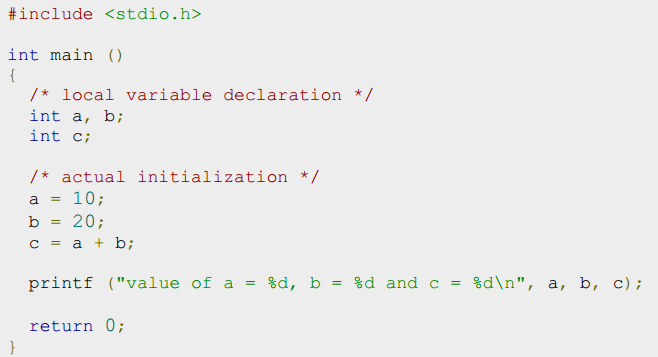 #include <stdio.h>

int main ()
{
  /* local variable declaration */
  int a, b;
  int c;

  /* actual initialization */
  a = 10;
  b = 20;
  c = a + b;

  printf ("value of a = %d, b = %d and c = %d\n", a, b, c);

  return 0;
}